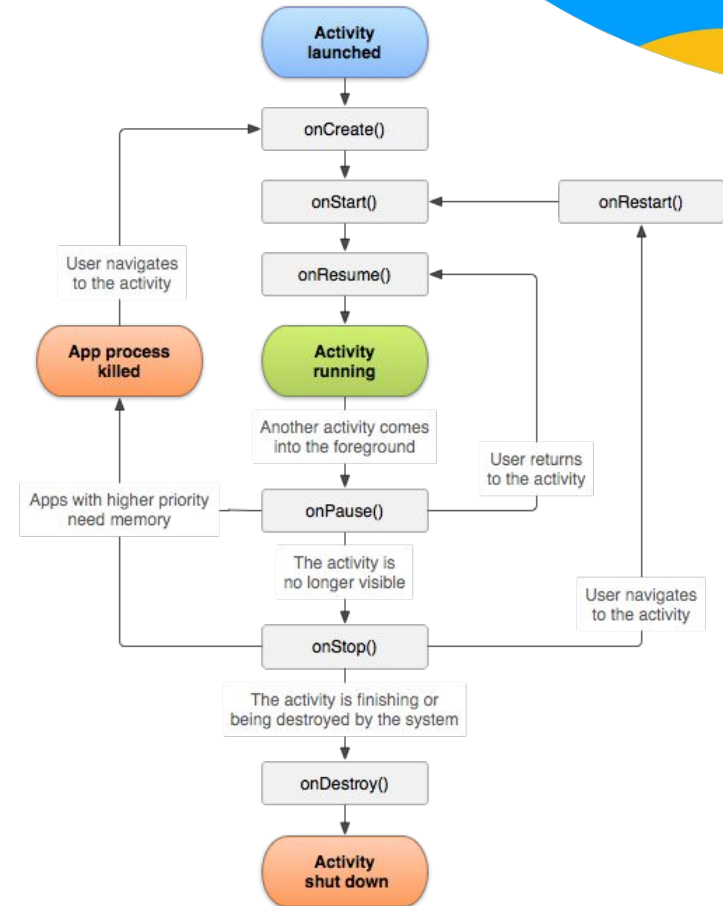 Activity
launched
onCreate()
onStart()
onRestart()
User navigates
to the activity
onResume()
App process
killed
Activity
running
Another activity comes
into the foreground
User returns
to the activity
Apps with higher priority
need memory
onPause()
The activity is
no longer visible
User navigates
to the activity
onStop()
The activity is finishing or
being destroyed by the system
onDestroy()
Activity
shut down